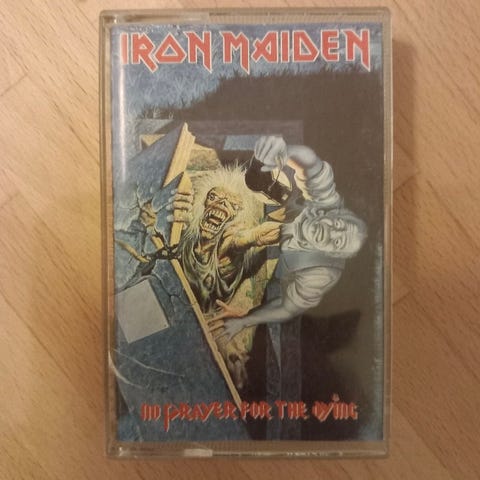 IRON MAIDEN
NO PRAYER FOR THE DYING